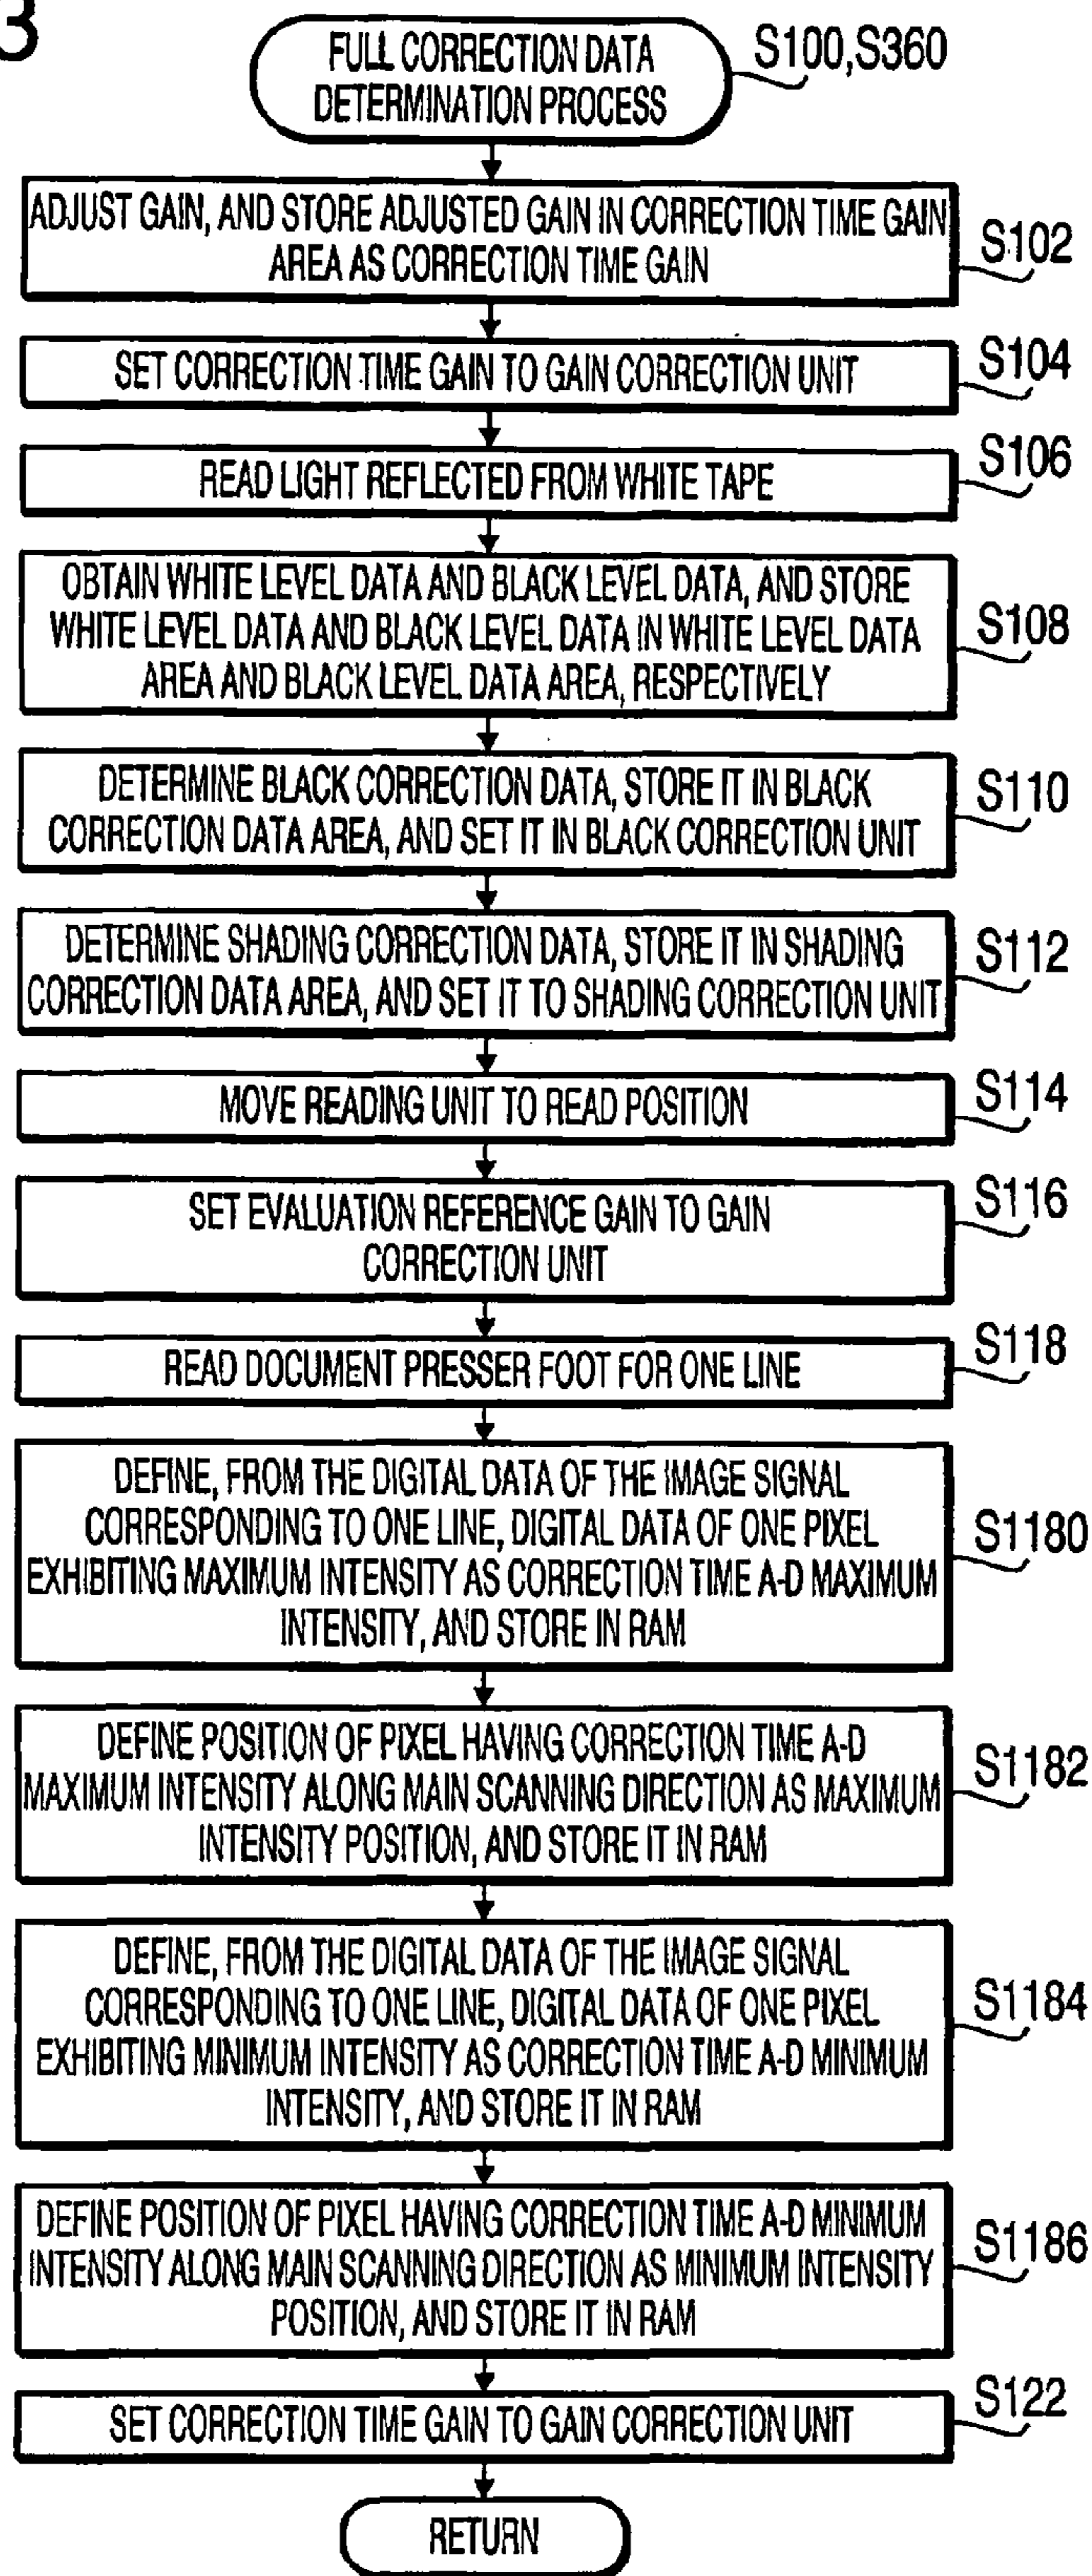 3
FULL CORRECTION DATA
DETERMINATION PROCESS
S100,S360
ADJUST GAIN, AND STORE ADJUSTED GAIN IN CORRECTION TIME GAIN
AREA AS CORRECTION TIME GAIN
S102
SET CORRECTION TIME GAIN TO GAIN CORRECTION UNIT
S104
READ LIGHT REFLECTED FROM WHITE TAPE
S106
OBTAIN WHITE LEVEL DATA AND BLACK LEVEL DATA, AND STORE
WHITE LEVEL DATA AND BLACK LEVEL DATA IN WHITE LEVEL DATA
AREA AND BLACK LEVEL DATA AREA, RESPECTIVELY
S108
DETERMINE BLACK CORRECTION DATA, STORE IT IN BLACK
CORRECTION DATA AREA, AND SET IT IN BLACK CORRECTION UNIT
S110
DETERMINE SHADING CORRECTION DATA, STORE IT IN SHADING
CORRECTION DATA AREA, AND SET IT TO SHADING CORRECTION UNIT
S112
MOVE READING UNIT TO READ POSITION
S114
SET EVALUATION REFERENCE GAIN TO GAIN
CORRECTION UNIT
S116
READ DOCUMENT PRESSER FOOT FOR ONE LINE
S118
DEFINE, FROM THE DIGITAL DATA OF THE IMAGE SIGNAL
CORRESPONDING TO ONE LINE, DIGITAL DATA OF ONE PIXEL
EXHIBITING MAXIMUM INTENSITY AS CORRECTION TIME A-D MAXIMUM
INTENSITY, AND STORE IN RAM
S1180
DEFINE POSITION OF PIXEL HAVING CORRECTION TIME A-D
MAXIMUM INTENSITY ALONG MAIN SCANNING DIRECTION AS MAXIMUM
INTENSITY POSITION, AND STORE IT IN RAM
S1182
DEFINE, FROM THE DIGITAL DATA OF THE IMAGE SIGNAL
CORRESPONDING TO ONE LINE, DIGITAL DATA OF ONE PIXEL
EXHIBITING MINIMUM INTENSITY AS CORRECTION TIME A-D MINIMUM
INTENSITY, AND STORE IT IN RAM
S1184
DEFINE POSITION OF PIXEL HAVING CORRECTION TIME A-D MINIMUM
INTENSITY ALONG MAIN SCANNING DIRECTION AS MINIMUM INTENSITY
POSITION, AND STORE IT IN RAM
S1186
SET CORRECTION TIME GAIN TO GAIN CORRECTION UNIT
S122
RETURN